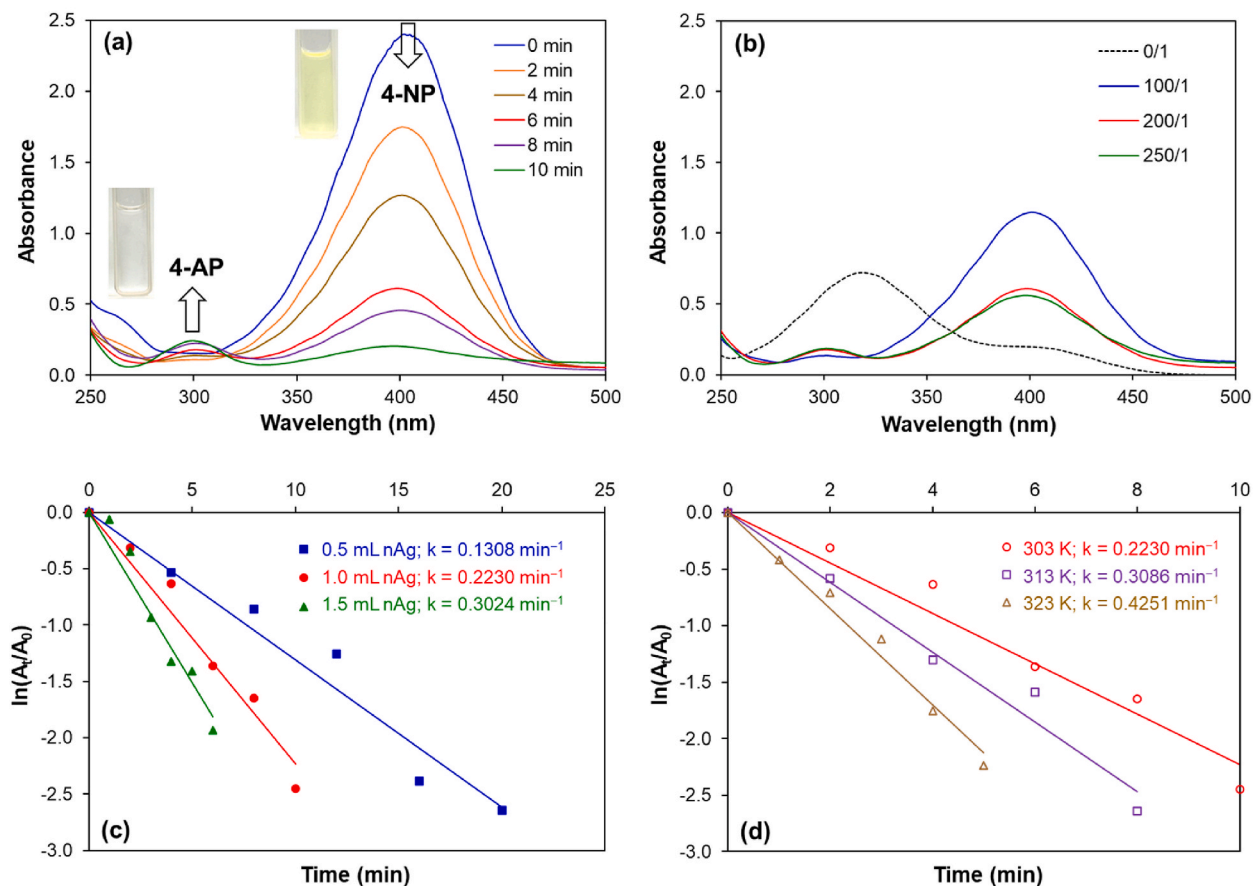 (a)
0 min
2 min
4 min
6 min
8 min
10 min
4-NP
4-AP
Absorbance
2.5
2.0
1.5
1.0
0.5
0.0
250 300 350 400 450 500
Wavelength (nm)
(b)
0/1
100/1
200/1
250/1
Absorbance
2.5
2.0
1.5
1.0
0.5
0.0
250 300 350 400 450 500
Wavelength (nm)
0 5 10 15 20 25
0.5 mL nAg; k = 0.1308 min⁻¹
1.0 mL nAg; k = 0.2230 min⁻¹
1.5 mL nAg; k = 0.3024 min⁻¹
ln(Aₜ/A₀)
0.0
-0.5
-1.0
-1.5
-2.0
-2.5
-3.0
(c)
Time (min)
0 2 4 6 8 10
303 K; k = 0.2230 min⁻¹
313 K; k = 0.3086 min⁻¹
323 K; k = 0.4251 min⁻¹
ln(Aₜ/A₀)
0.0
-0.5
-1.0
-1.5
-2.0
-2.5
-3.0
(d)
Time (min)